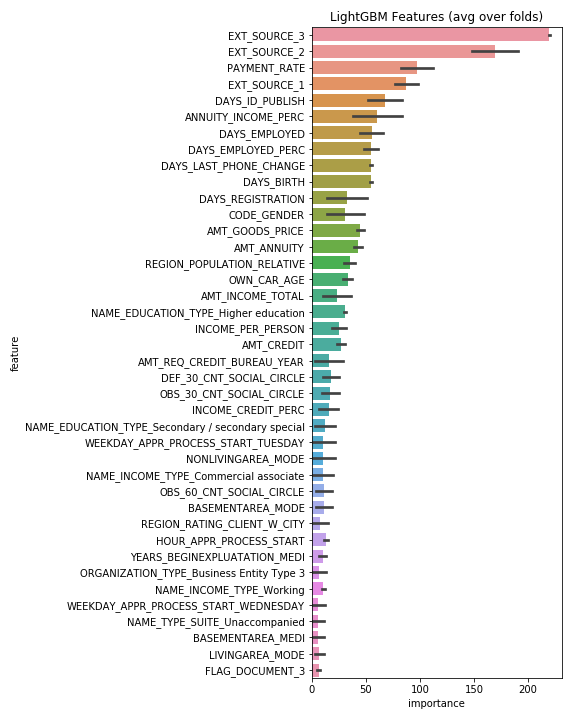 LightGBM Features (avg over folds)
EXT_SOURCE_3
EXT_SOURCE_2
PAYMENT_RATE
EXT_SOURCE_1
DAYS_ID_PUBLISH
ANNUITY_INCOME_PERC
DAYS_EMPLOYED
DAYS_EMPLOYED_PERC
DAYS_LAST_PHONE_CHANGE
DAYS_BIRTH
DAYS_REGISTRATION
CODE_GENDER
AMT_GOODS_PRICE
AMT_ANNUITY
REGION_POPULATION_RELATIVE
OWN_CAR_AGE
AMT_INCOME_TOTAL
NAME_EDUCATION_TYPE_Higher education
INCOME_PER_PERSON
AMT_CREDIT
feature
AMT_REQ_CREDIT_BUREAU_YEAR
DEF_30_CNT_SOCIAL_CIRCLE
OBS_30_CNT_SOCIAL_CIRCLE
INCOME_CREDIT_PERC
NAME_EDUCATION_TYPE_Secondary / secondary special
WEEKDAY_APPR_PROCESS_START_TUESDAY
NONLIVINGAREA_MODE
NAME_INCOME_TYPE_Commercial associate
OBS_60_CNT_SOCIAL_CIRCLE
BASEMENTAREA_MODE
REGION_RATING_CLIENT_W_CITY
HOUR_APPR_PROCESS_START
YEARS_BEGINEXPLUATATION_MEDI
ORGANIZATION_TYPE_Business Entity Type 3
NAME_INCOME_TYPE_Working
WEEKDAY_APPR_PROCESS_START_WEDNESDAY
NAME_TYPE_SUITE_Unaccompanied
BASEMENTAREA_MEDI
LIVINGAREA_MODE
FLAG_DOCUMENT_3
0 50 100 150 200
importance